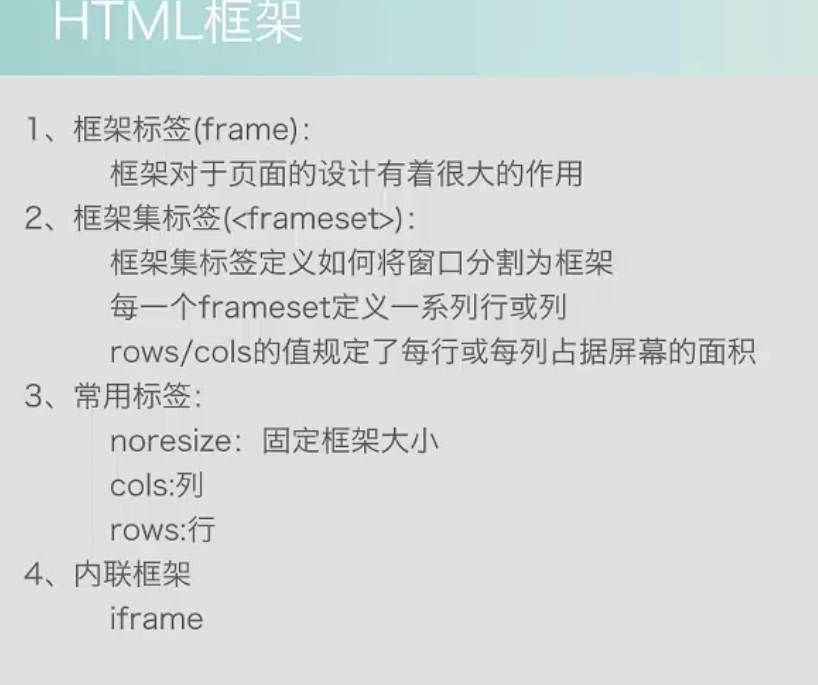 HTML框架
1、框架标签(frame)：
框架对于页面的设计有着很大的作用
2、框架集标签(<frameset>)：
框架集标签定义如何将窗口分割为框架
每一个frameset定义一系列行或列
rows/cols的值规定了每行或每列占据屏幕的面积
3、常用标签：
noresize：固定框架大小
cols:列
rows:行
4、内联框架
iframe